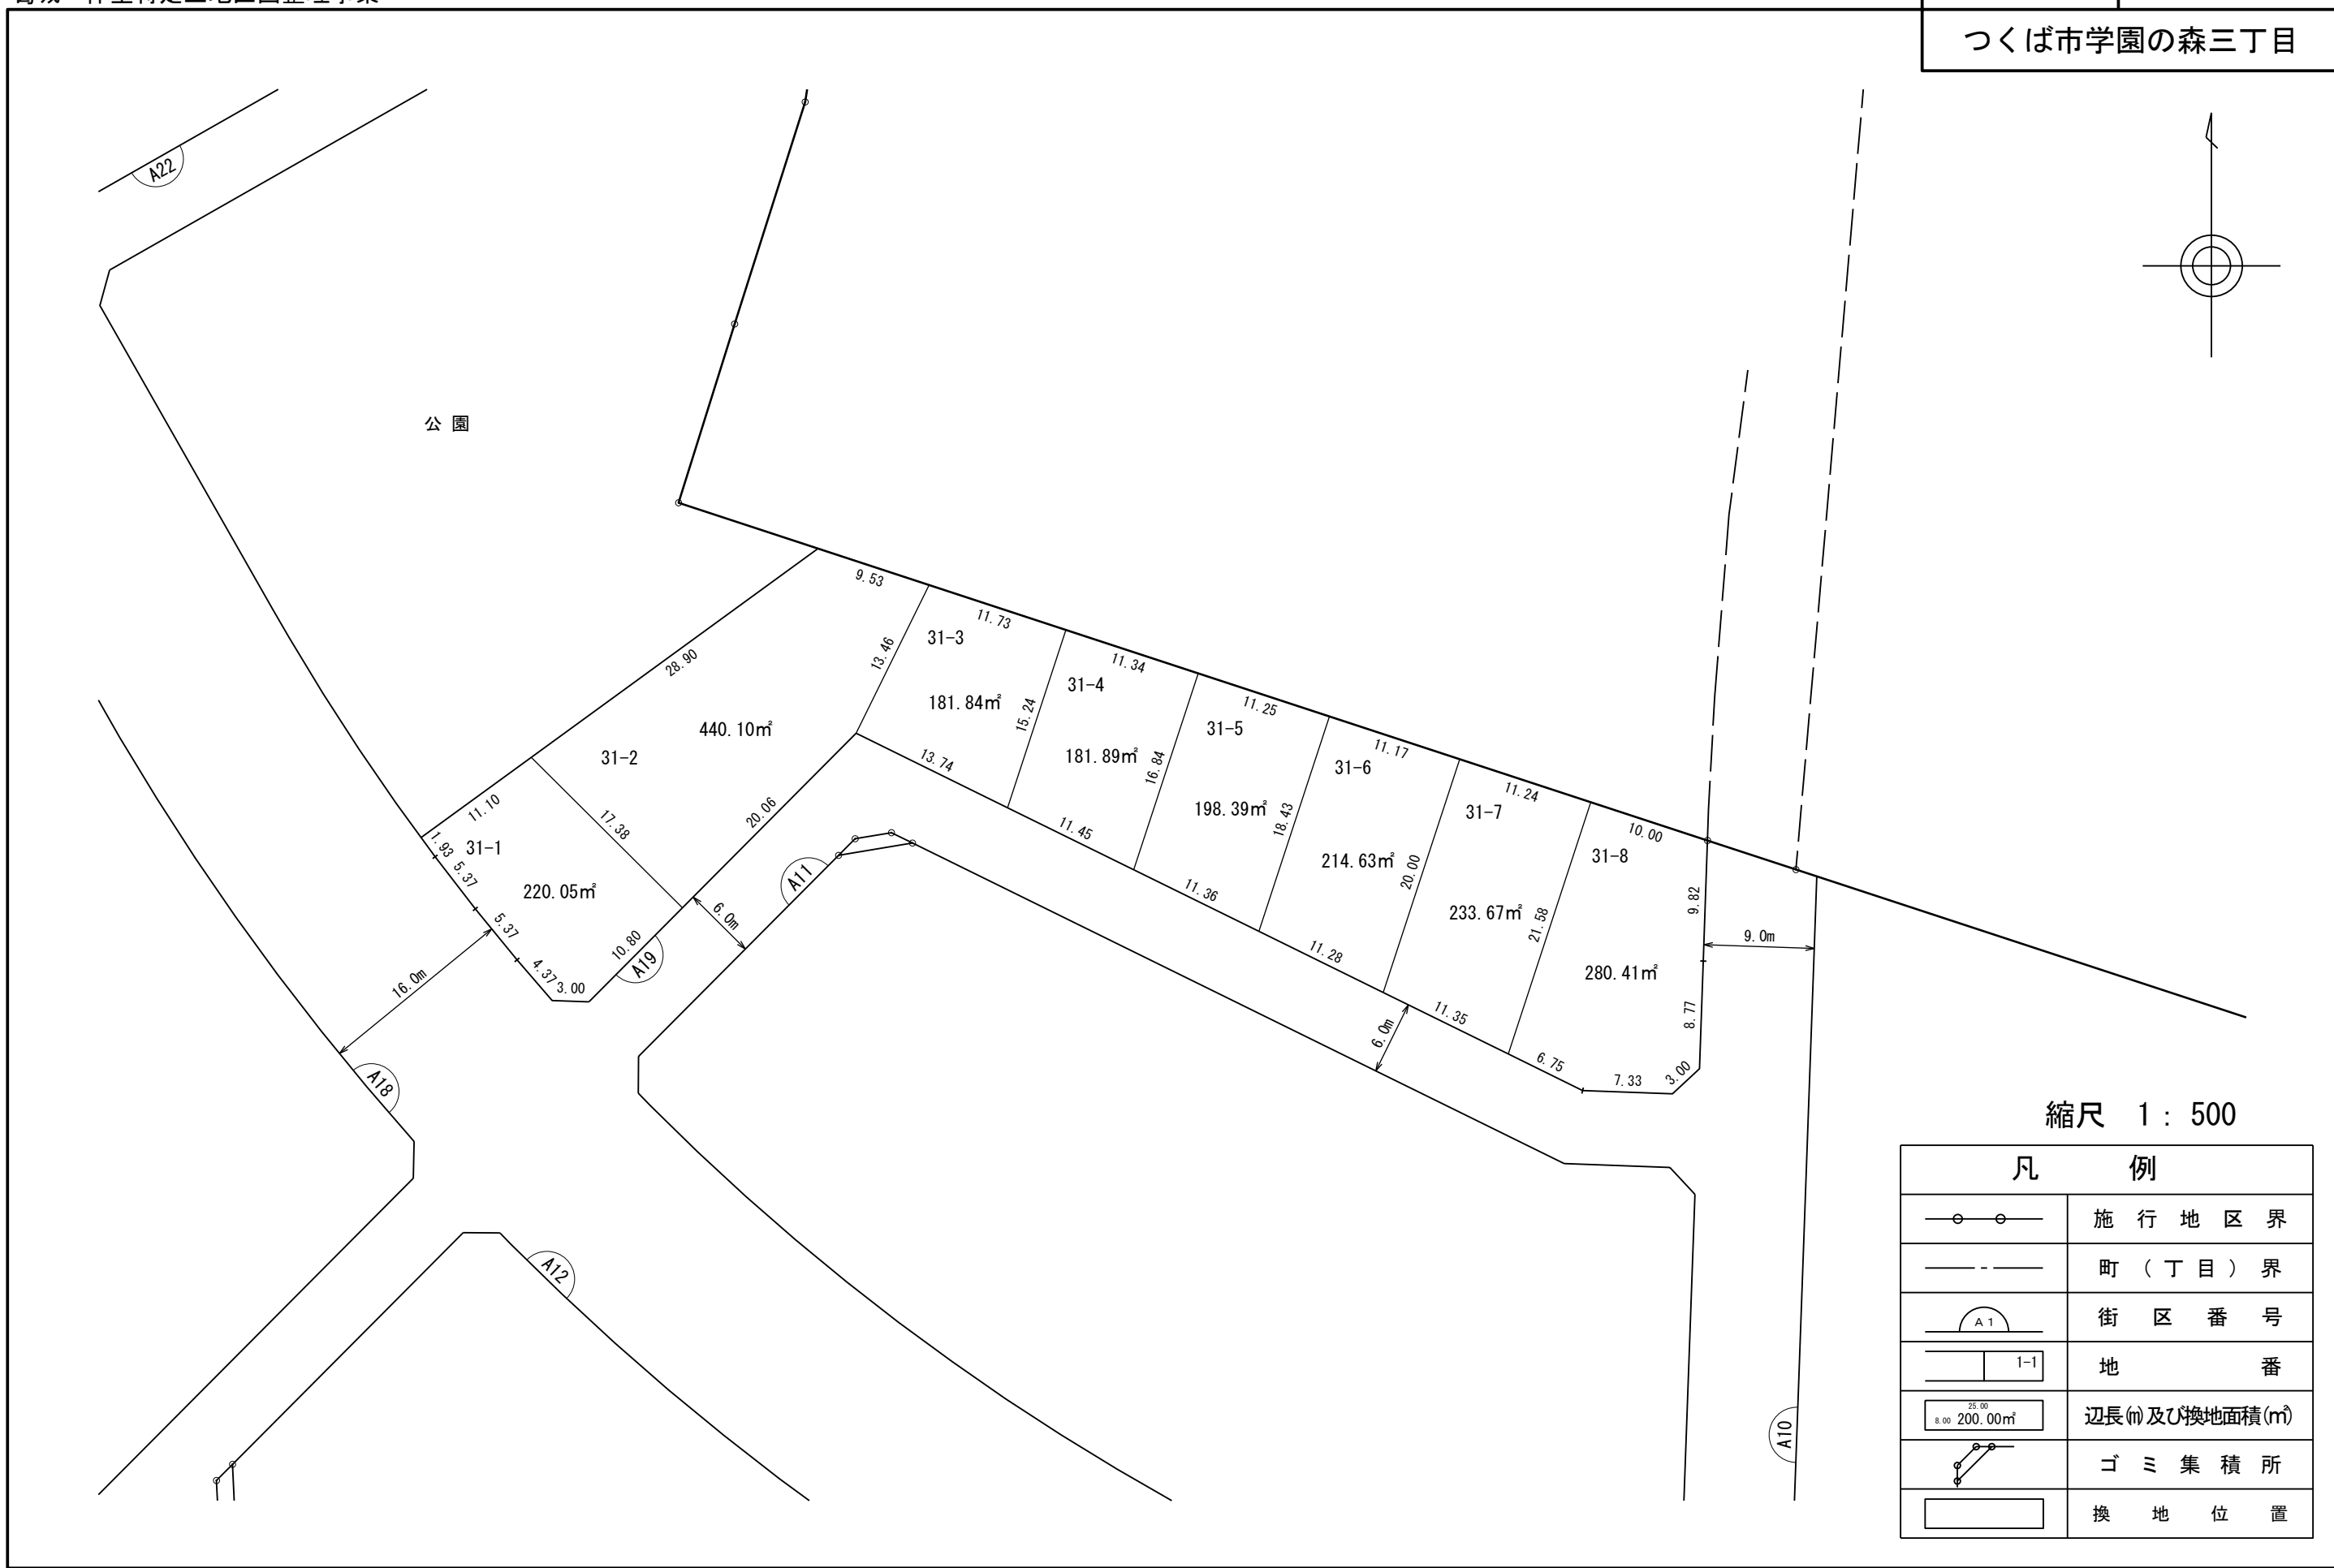 つくば市学園の森三丁目
A22
公 園
9.53
11.73
31-3
13.46
28.90
11.34
31-4
181.84㎡
15.24
11.25
31-5
440.10㎡
31-2
181.89㎡
16.84
11.17
31-6
13.74
11.10
17.38
20.06
198.39㎡
18.43
11.24
31-7
11.45
10.00
31-8
1.93
31-1
5.37
220.05㎡
A11
214.63㎡
20.00
11.36
9.82
5.37
6.0m
233.67㎡
21.58
9.0m
10.80
A19
11.28
280.41㎡
4.37
3.00
16.0m
11.35
8.77
6.0m
6.75
7.33
3.00
A18
A12
A10
縮尺 1：500
凡 例
施 行 地 区 界
町 （ 丁 目 ） 界
A 1
街 区 番 号
1-1
地 番
25.00
8.00 200.00㎡
辺長(m)及び換地面積(㎡)
ゴ ミ 集 積 所
換 地 位 置